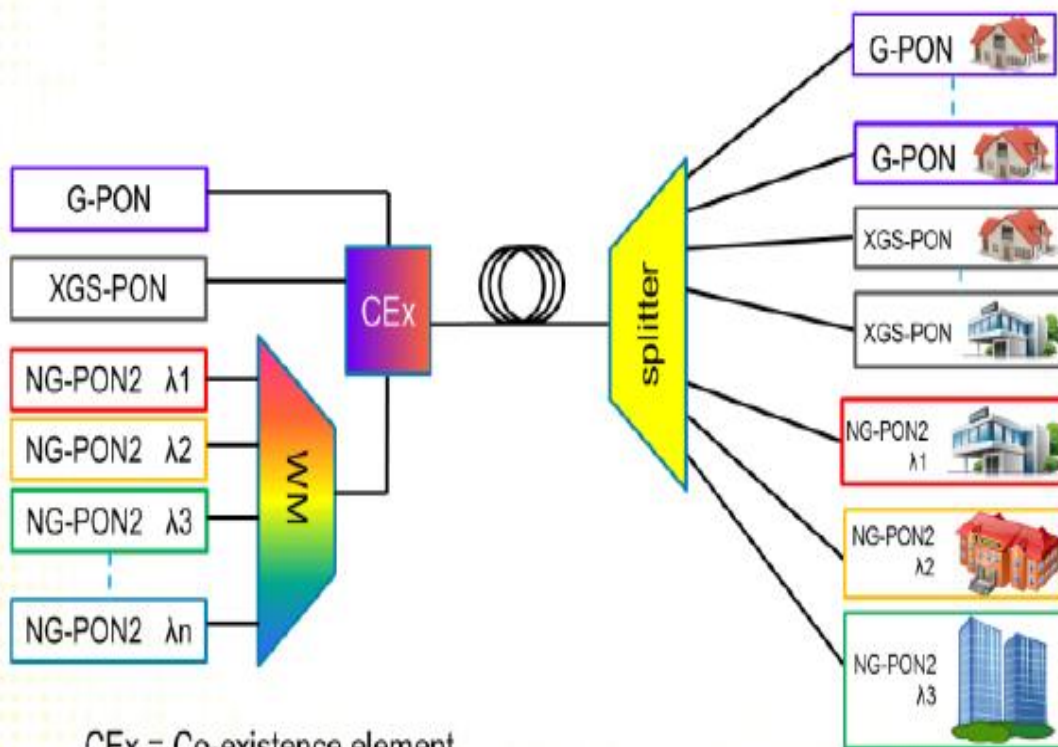 G-PON
XGS-PON
NG-PON2 λ1
NG-PON2 λ2
NG-PON2 λ3
NG-PON2 λn
WM
CEx
splitter
G-PON
G-PON
XGS-PON
XGS-PON
NG-PON2
λ1
NG-PON2
λ2
NG-PON2
λ3
CEx = Co-existence element